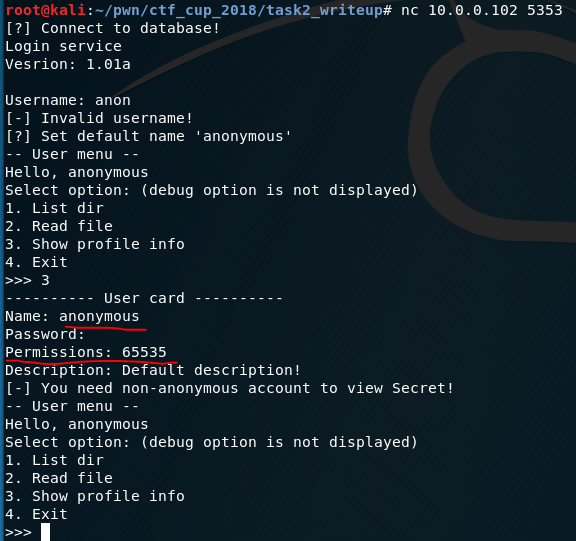 root@kali:~/pwn/ctf_cup_2018/task2_writeup# nc 10.0.0.102 5353
[?] Connect to database!
Login service
Vesrion: 1.01a
Username: anon
[-] Invalid username!
[?] Set default name 'anonymous'
-- User menu --
Hello, anonymous
Select option: (debug option is not displayed)
1. List dir
2. Read file
3. Show profile info
4. Exit
>>> 3
---------- User card ----------
Name: anonymous
Password:
Permissions: 65535
Description: Default description!
[-] You need non-anonymous account to view Secret!
-- User menu --
Hello, anonymous
Select option: (debug option is not displayed)
1. List dir
2. Read file
3. Show profile info
4. Exit
>>>